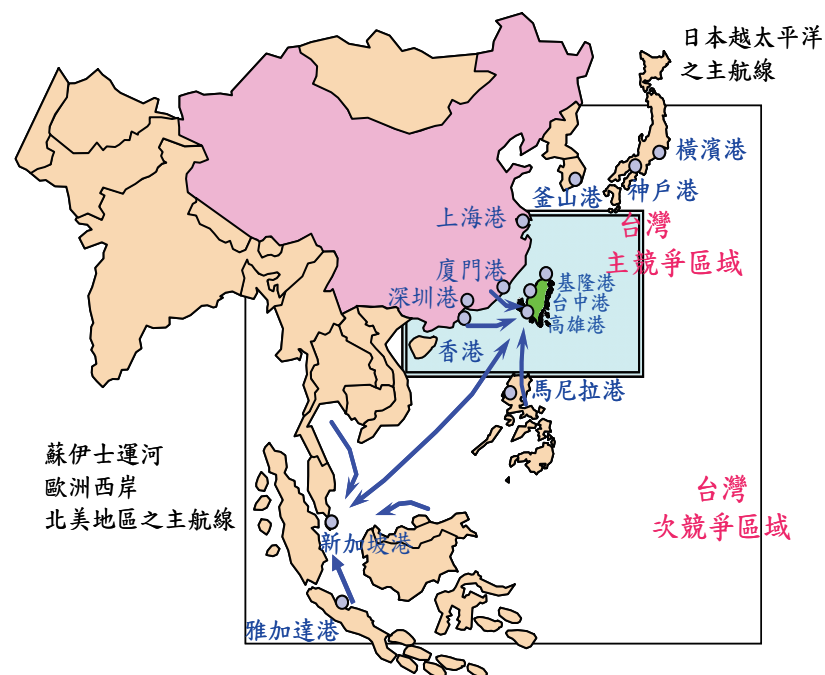 日本越太平洋
之主航線
橫濱港
神戶港
釜山港
上海港
台灣
主競爭區域
廈門港
深圳港
基隆港
台中港
高雄港
香港
馬尼拉港
蘇伊士運河
歐洲西岸
北美地區之主航線
台灣
次競爭區域
新加坡港
雅加達港